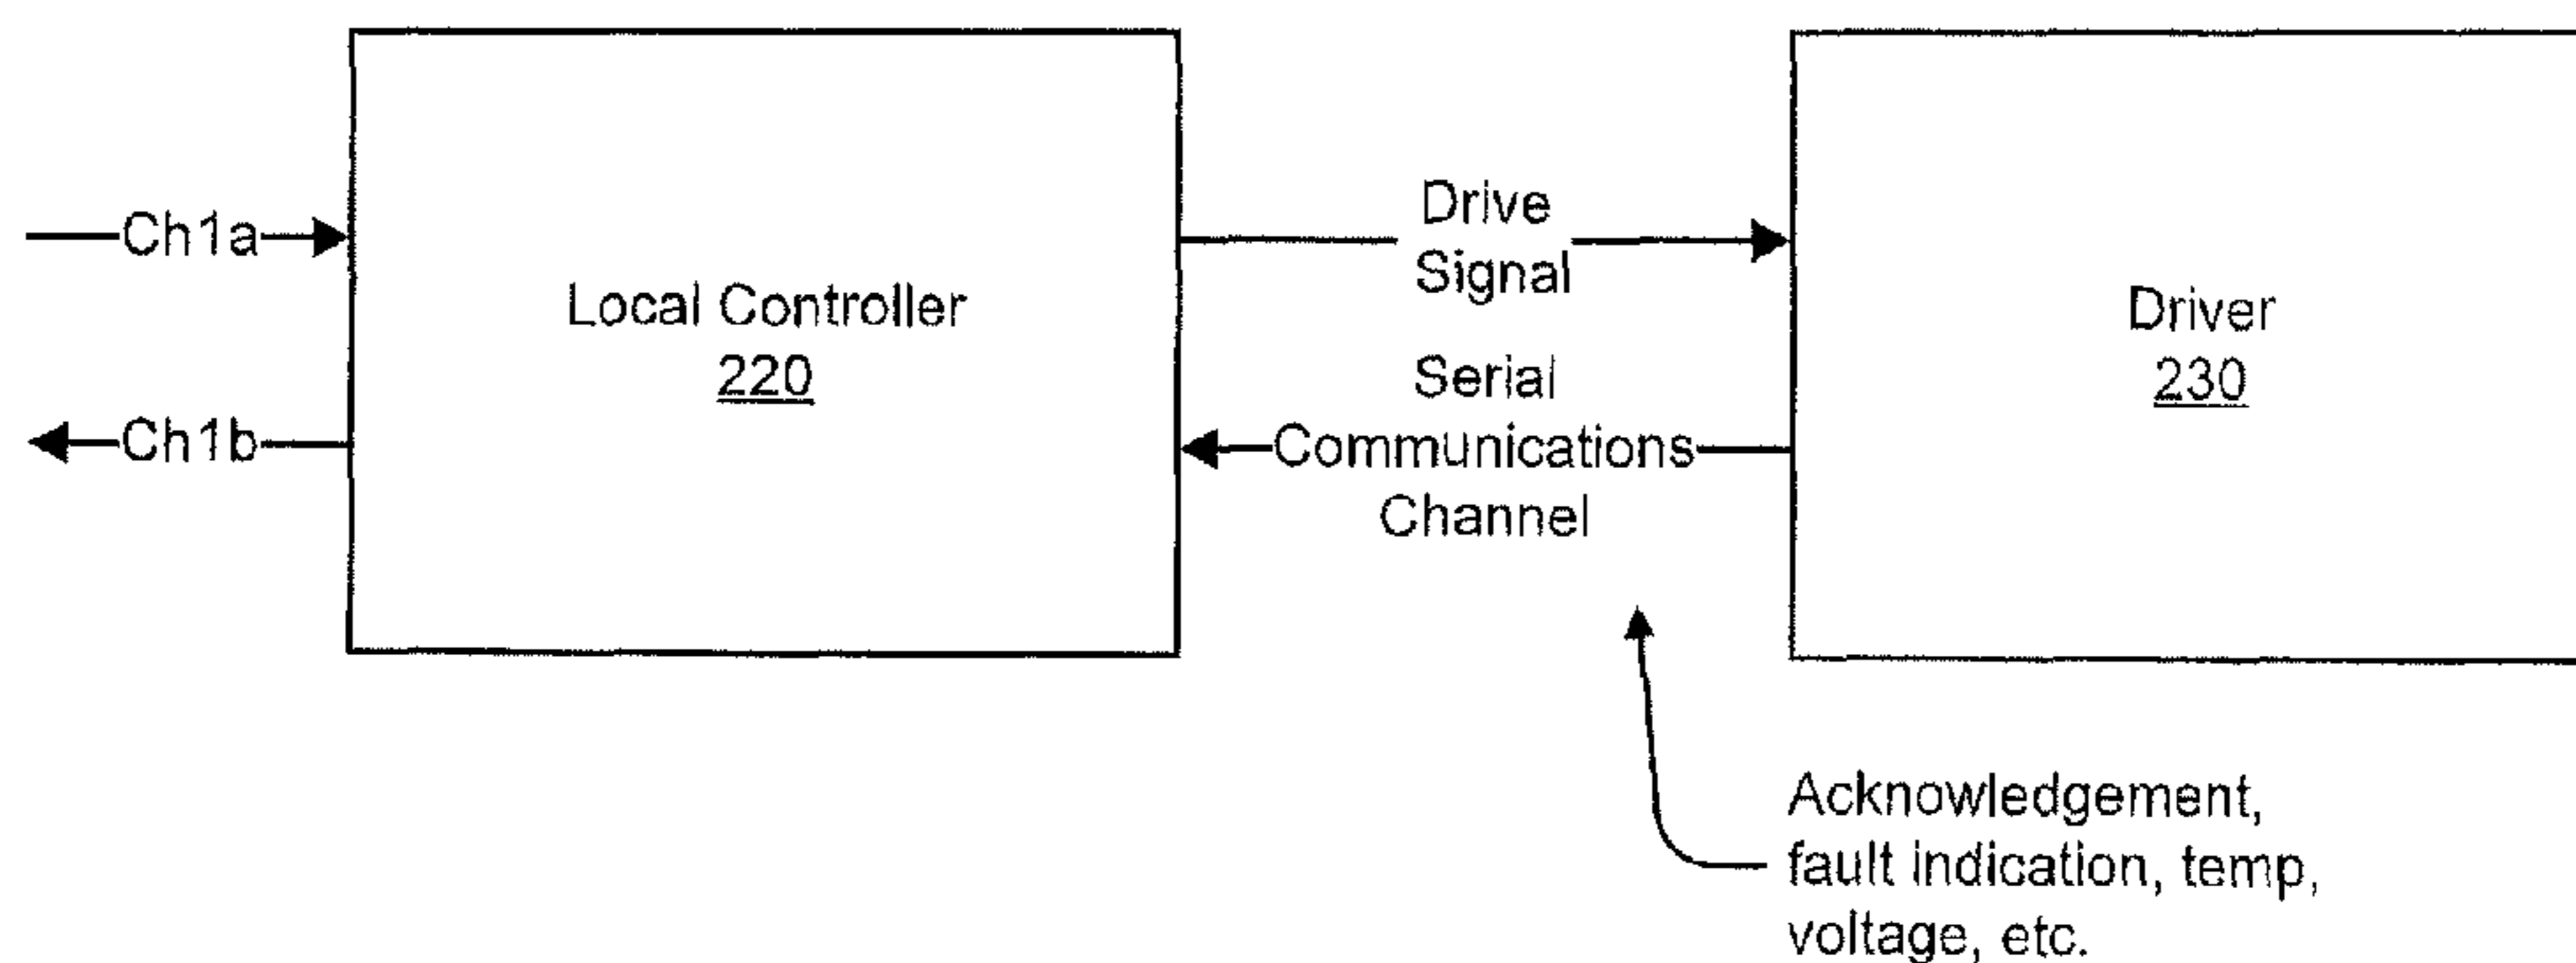 Ch1a
Ch1b
Local Controller
220
Drive
Signal
Serial
Communications
Channel
Driver
230
Acknowledgement,
fault indication, temp,
voltage, etc.